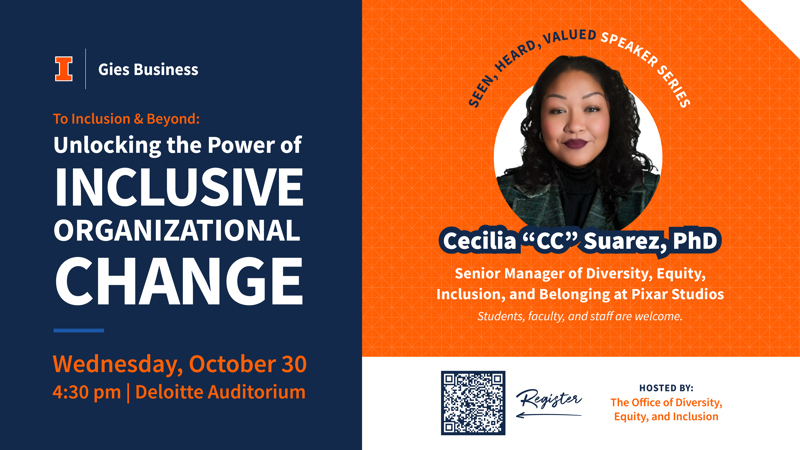 I
Gies Business
To Inclusion & Beyond:
Unlocking the Power of
INCLUSIVE
ORGANIZATIONAL
CHANGE
Wednesday, October 30
4:30 pm | Deloitte Auditorium
SEEN, HEARD, VALUED SPEAKER SERIES
Cecilia “CC” Suarez, PhD
Senior Manager of Diversity, Equity,
Inclusion, and Belonging at Pixar Studios
Students, faculty, and staff are welcome.
Register
HOSTED BY:
The Office of Diversity,
Equity, and Inclusion